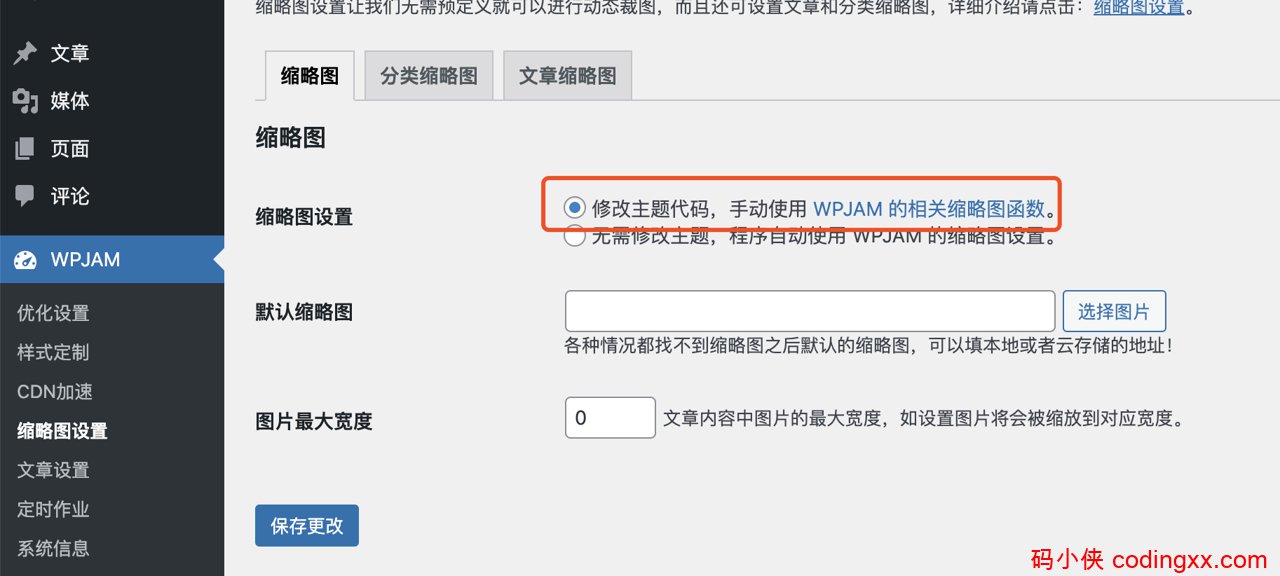 缩略图设置让我们无需预定义就可以进行动态裁图，而且还可设置文章和分类缩略图，详细介绍请点击：缩略图设置。
文章
媒体
页面
评论
WPJAM
优化设置
样式定制
CDN加速
缩略图设置
文章设置
定时作业
系统信息
缩略图 分类缩略图 文章缩略图
缩略图
缩略图设置
修改主题代码，手动使用 WPJAM 的相关缩略图函数。
无需修改主题，程序自动使用 WPJAM 的缩略图设置。
默认缩略图
选择图片
各种情况都找不到缩略图之后默认的缩略图，可以填本地或者云存储的地址！
图片最大宽度
0 文章内容中图片的最大宽度，如设置图片将会被缩放到对应宽度。
保存更改
码小侠 codingxx.com